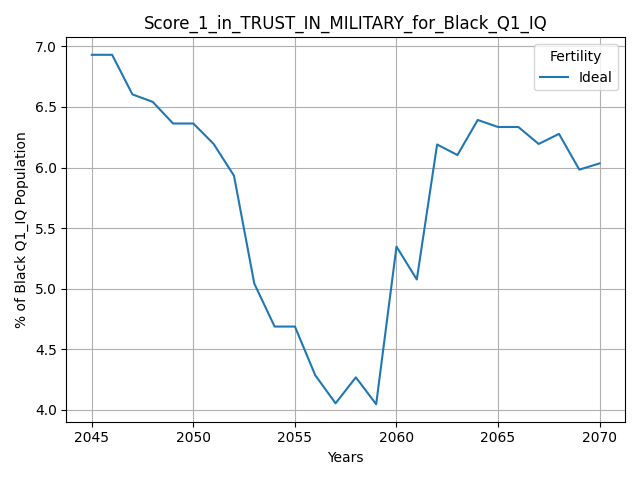 Score_1_in_TRUST_IN_MILITARY_for_Black_Q1_IQ
Fertility
Ideal
% of Black Q1_IQ Population
7.0
6.5
6.0
5.5
5.0
4.5
4.0
2045 2050 2055 2060 2065 2070
Years